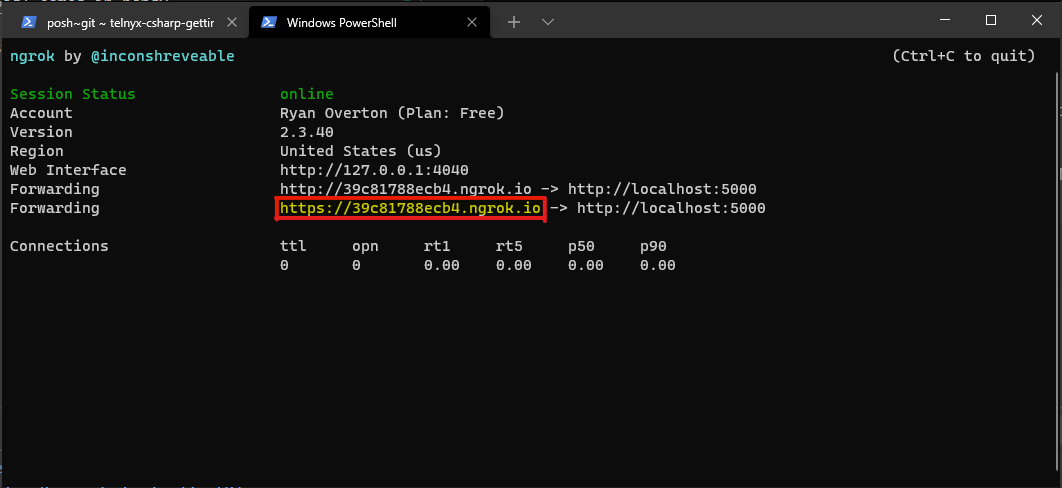 posh~git ~ telnyx-csharp-gettin
Windows PowerShell
ngrok by @inconshreveable (Ctrl+C to quit)
Session Status online
Account Ryan Overton (Plan: Free)
Version 2.3.40
Region United States (us)
Web Interface http://127.0.0.1:4040
Forwarding http://39c81788ecb4.ngrok.io -> http://localhost:5000
Forwarding https://39c81788ecb4.ngrok.io -> http://localhost:5000
Connections ttl opn rt1 rt5 p50 p90
0 0 0.00 0.00 0.00 0.00